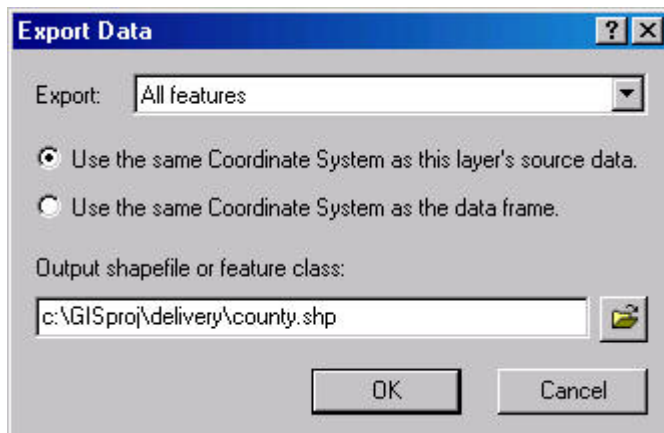 Export Data
Export: All features
Use the same Coordinate System as this layer's source data.
Use the same Coordinate System as the data frame.
Output shapefile or feature class:
c:\GISproj\delivery\county.shp
OK Cancel